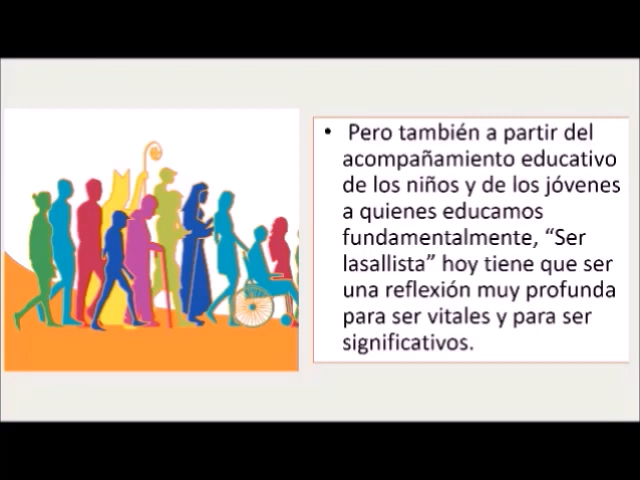 • Pero también a partir del
acompañamiento educativo
de los niños y de los jóvenes
a quienes educamos
fundamentalmente, “Ser
lasallista” hoy tiene que ser
una reflexión muy profunda
para ser vitales y para ser
significativos.